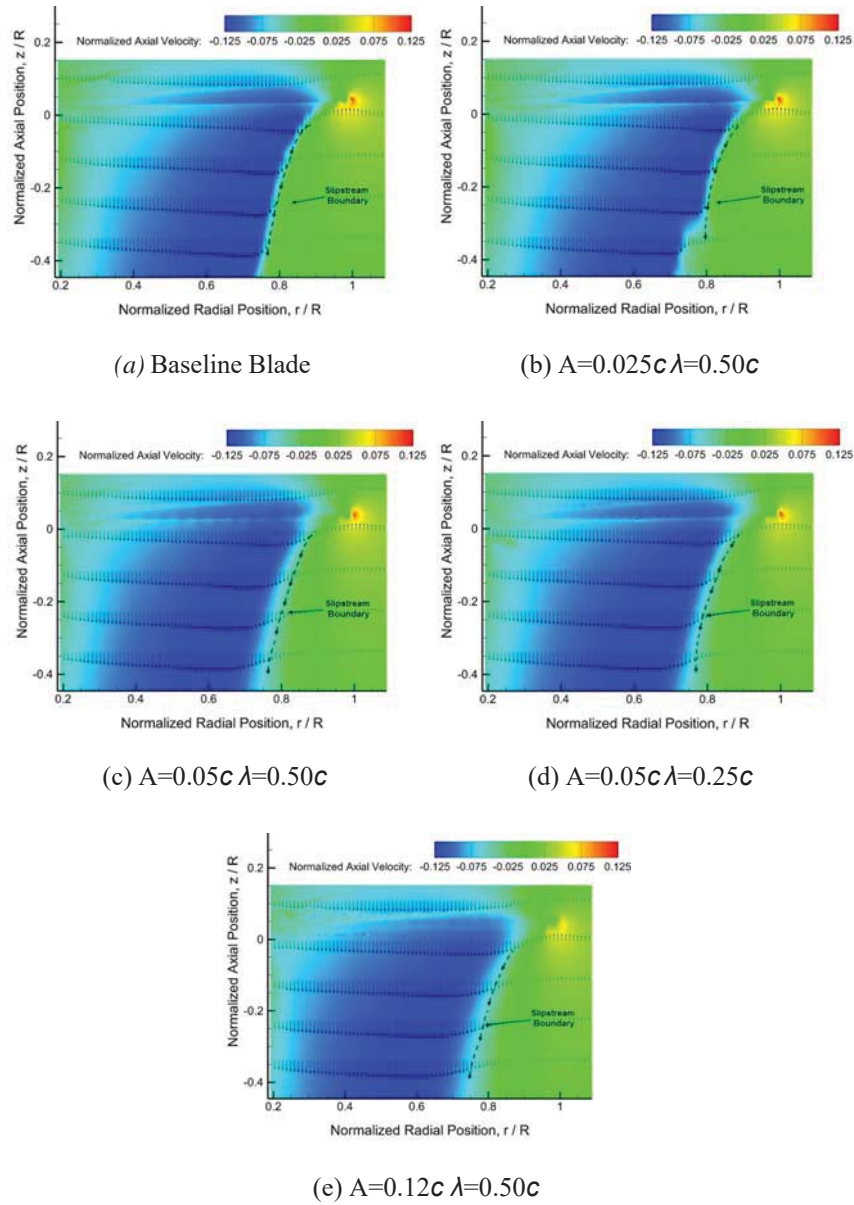 Normalized Axial Velocity: -0.125 -0.075 -0.025 0.025 0.075 0.125
Normalized Axial Position, z / R
0.2
0
-0.2
-0.4
Slipstream
Boundary
0.2 0.4 0.6 0.8 1
Normalized Radial Position, r / R
(a) Baseline Blade
Normalized Axial Velocity: -0.125 -0.075 -0.025 0.025 0.075 0.125
Normalized Axial Position, z / R
0.2
0
-0.2
-0.4
Slipstream
Boundary
0.2 0.4 0.6 0.8 1
Normalized Radial Position, r / R
(b) A=0.025c λ=0.50c
Normalized Axial Velocity: -0.125 -0.075 -0.025 0.025 0.075 0.125
Normalized Axial Position, z / R
0.2
0
-0.2
-0.4
Slipstream
Boundary
0.2 0.4 0.6 0.8 1
Normalized Radial Position, r / R
(c) A=0.05c λ=0.50c
Normalized Axial Velocity: -0.125 -0.075 -0.025 0.025 0.075 0.125
Normalized Axial Position, z / R
0.2
0
-0.2
-0.4
Slipstream
Boundary
0.2 0.4 0.6 0.8 1
Normalized Radial Position, r / R
(d) A=0.05c λ=0.25c
Normalized Axial Velocity: -0.125 -0.075 -0.025 0.025 0.075 0.125
Normalized Axial Position, z / R
0.2
0
-0.2
-0.4
Slipstream
Boundary
0.2 0.4 0.6 0.8 1
Normalized Radial Position, r / R
(e) A=0.12c λ=0.50c